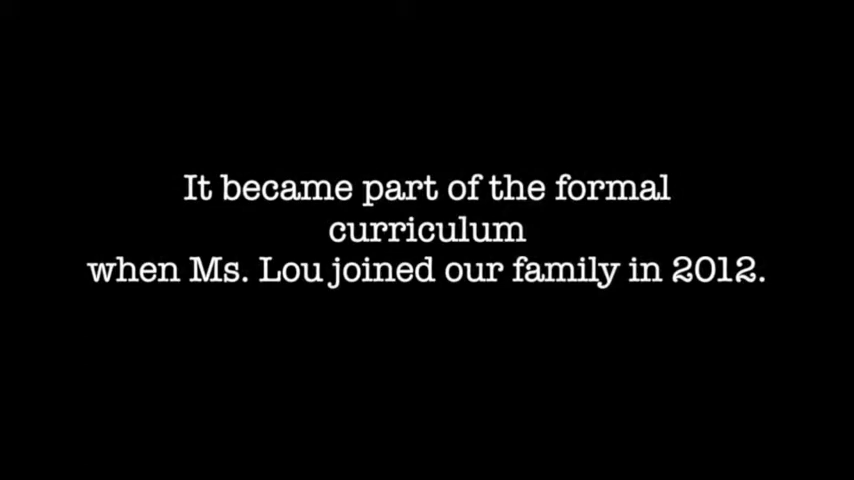 It became part of the formal
curriculum
when Ms. Lou joined our family in 2012.